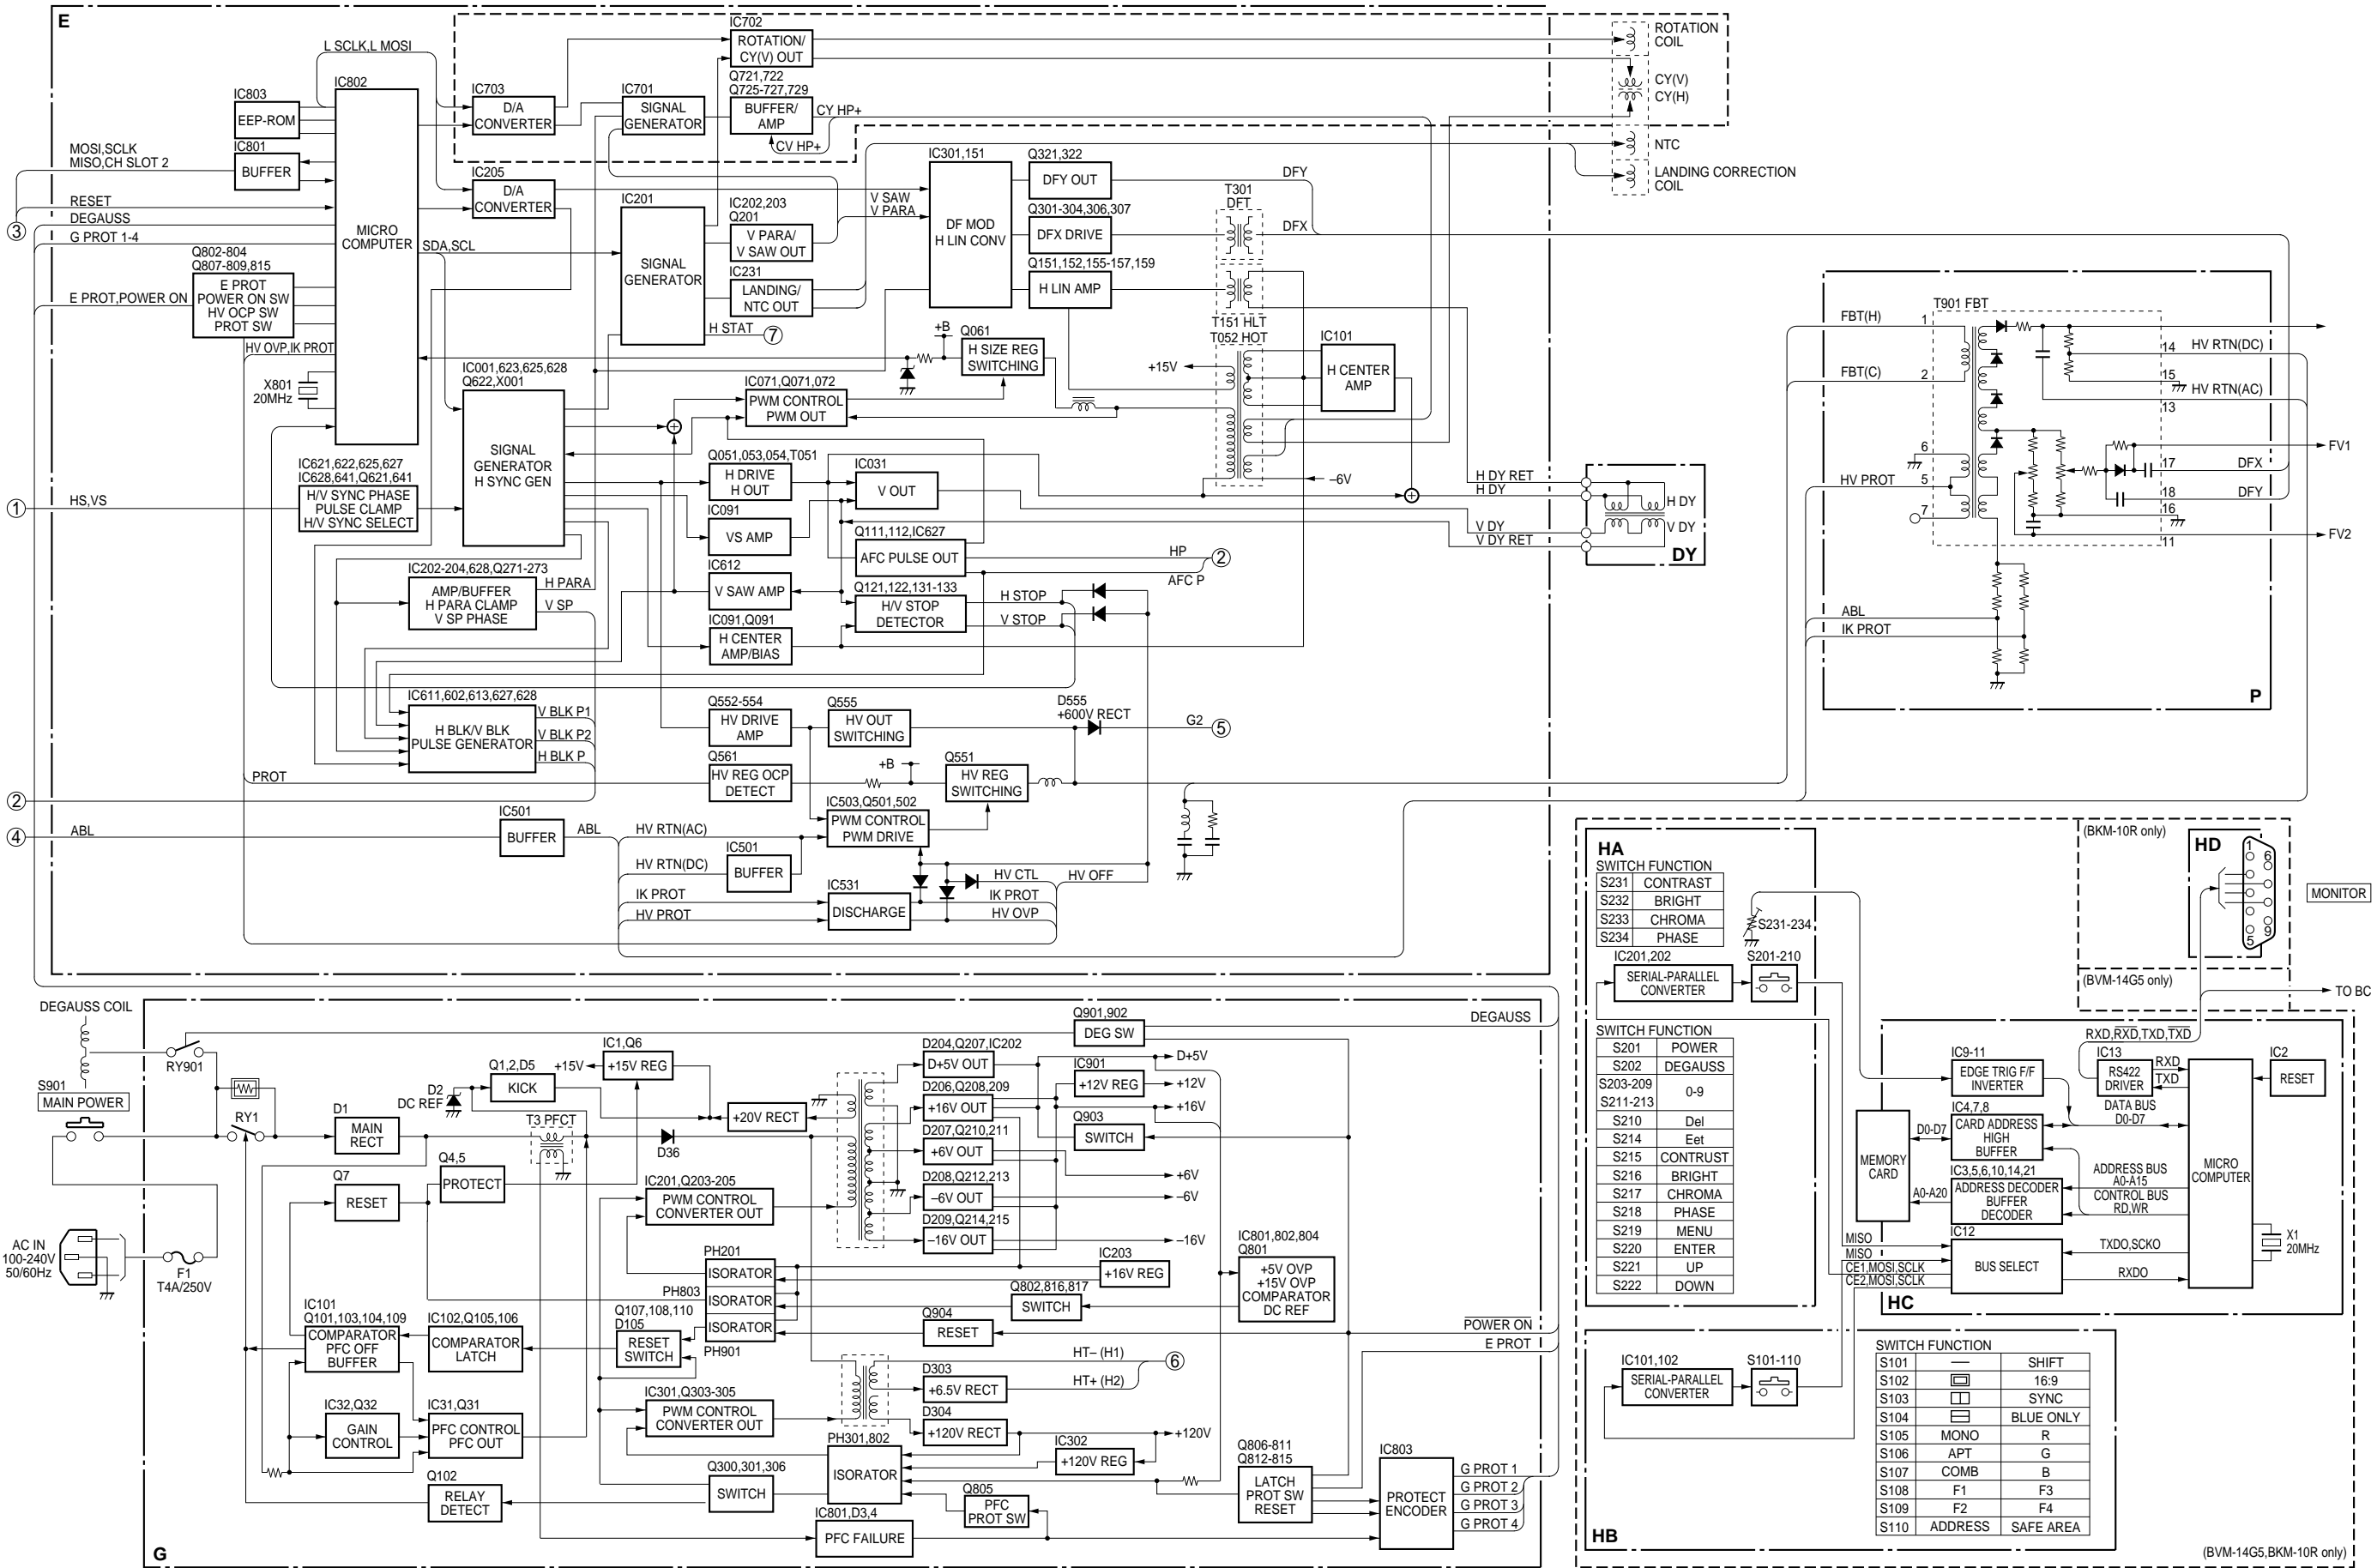 E
L SCLK,L MOSI
IC802
MICRO
COMPUTER
IC803
EEP-ROM
IC801
BUFFER
MOSI,SCLK
MISO,CH SLOT 2
RESET
DEGAUSS
3
G PROT 1-4
Q802-804
Q807-809,815
E PROT
POWER ON SW
HV OCP SW
PROT SW
E PROT,POWER ON
HV OVP,IK PROT
X801
20MHz
IC703
D/A
CONVERTER
IC701
SIGNAL
GENERATOR
IC702
ROTATION/
CY(V) OUT
Q721,722
Q725-727,729
BUFFER/
AMP
CY HP+
CV HP+
ROTATION
COIL
CY(V)
CY(H)
NTC
LANDING CORRECTION
COIL
IC205
D/A
CONVERTER
SDA,SCL
IC201
SIGNAL
GENERATOR
IC202,203
Q201
V PARA/
V SAW OUT
V SAW
V PARA
IC231
LANDING/
NTC OUT
H STAT
7
IC301,151
DF MOD
H LIN CONV
Q321,322
DFY OUT
DFY
Q301-304,306,307
DFX DRIVE
T301
DFT
DFX
Q151,152,155-157,159
H LIN AMP
T151 HLT
T052 HOT
+15V
–6V
IC101
H CENTER
AMP
+B
Q061
H SIZE REG
SWITCHING
IC071,Q071,072
PWM CONTROL
PWM OUT
IC001,623,625,628
Q622,X001
SIGNAL
GENERATOR
H SYNC GEN
IC621,622,625,627
IC628,641,Q621,641
H/V SYNC PHASE
PULSE CLAMP
H/V SYNC SELECT
1
HS,VS
Q051,053,054,T051
H DRIVE
H OUT
IC031
V OUT
IC091
VS AMP
IC612
V SAW AMP
IC091,Q091
H CENTER
AMP/BIAS
Q111,112,IC627
AFC PULSE OUT
HP
AFC P
2
Q121,122,131-133
H/V STOP
DETECTOR
H STOP
V STOP
IC202-204,628,Q271-273
AMP/BUFFER
H PARA CLAMP
V SP PHASE
H PARA
V SP
IC611,602,613,627,628
H BLK/V BLK
PULSE GENERATOR
V BLK P1
V BLK P2
H BLK P
PROT
2
4
ABL
IC501
BUFFER
ABL
Q552-554
HV DRIVE
AMP
Q555
HV OUT
SWITCHING
D555
+600V RECT
G2
5
Q561
HV REG OCP
DETECT
+B
Q551
HV REG
SWITCHING
IC503,Q501,502
PWM CONTROL
PWM DRIVE
HV RTN(AC)
HV RTN(DC)
IC501
BUFFER
IK PROT
HV PROT
IC531
DISCHARGE
HV CTL
IK PROT
HV OVP
HV OFF
H DY RET
H DY
V DY
V DY RET
H DY
V DY
DY
P
T901 FBT
FBT(H)
FBT(C)
HV PROT
ABL
IK PROT
1
2
6
5
7
14
15
13
17
18
16
11
HV RTN(DC)
HV RTN(AC)
FV1
DFX
DFY
FV2
G
DEGAUSS COIL
RY901
S901
MAIN POWER
RY1
AC IN
100-240V
50/60Hz
F1
T4A/250V
D1
MAIN
RECT
D2
DC REF
Q1,2,D5
KICK
+15V
IC1,Q6
+15V REG
T3 PFCT
D36
+20V RECT
Q7
RESET
Q4,5
PROTECT
IC201,Q203-205
PWM CONTROL
CONVERTER OUT
PH201
ISORATOR
PH803
ISORATOR
ISORATOR
PH901
IC101
Q101,103,104,109
COMPARATOR
PFC OFF
BUFFER
IC102,Q105,106
COMPARATOR
LATCH
Q107,108,110
D105
RESET
SWITCH
IC32,Q32
GAIN
CONTROL
IC31,Q31
PFC CONTROL
PFC OUT
IC301,Q303-305
PWM CONTROL
CONVERTER OUT
Q102
RELAY
DETECT
Q300,301,306
SWITCH
PH301,802
ISORATOR
IC801,D3,4
PFC FAILURE
Q901,902
DEG SW
DEGAUSS
D204,Q207,IC202
D+5V OUT
D206,Q208,209
+16V OUT
D207,Q210,211
+6V OUT
D208,Q212,213
–6V OUT
D209,Q214,215
–16V OUT
IC901
+12V REG
Q903
SWITCH
D+5V
+12V
+16V
+6V
–6V
–16V
IC203
+16V REG
Q802,816,817
SWITCH
Q904
RESET
IC801,802,804
Q801
+5V OVP
+15V OVP
COMPARATOR
DC REF
POWER ON
E PROT
HT– (H1)
HT+ (H2)
6
D303
+6.5V RECT
D304
+120V RECT
+120V
IC302
+120V REG
Q805
PFC
PROT SW
Q806-811
Q812-815
LATCH
PROT SW
RESET
IC803
PROTECT
ENCODER
G PROT 1
G PROT 2
G PROT 3
G PROT 4
HA
SWITCH FUNCTION
S231 CONTRAST
S232 BRIGHT
S233 CHROMA
S234 PHASE
S231-234
IC201,202
SERIAL-PARALLEL
CONVERTER
S201-210
SWITCH FUNCTION
S201 POWER
S202 DEGAUSS
S203-209
S211-213 0-9
S210 Del
S214 Eet
S215 CONTRUST
S216 BRIGHT
S217 CHROMA
S218 PHASE
S219 MENU
S220 ENTER
S221 UP
S222 DOWN
(BKM-10R only)
HD
1
6
5
9
MONITOR
(BVM-14G5 only)
TO BC
RXD,RXD,TXD,TXD
HC
IC9-11
EDGE TRIG F/F
INVERTER
IC13
RS422
DRIVER
RXD
TXD
IC2
RESET
DATA BUS
D0-D7
IC4,7,8
CARD ADDRESS
HIGH
BUFFER
D0-D7
MEMORY
CARD
A0-A20
IC3,5,6,10,14,21
ADDRESS DECODER
BUFFER
DECODER
ADDRESS BUS
A0-A15
CONTROL BUS
RD,WR
MICRO
COMPUTER
X1
20MHz
IC12
BUS SELECT
TXDO,SCKO
RXDO
MISO
MISO
CE1,MOSI,SCLK
CE2,MOSI,SCLK
HB
IC101,102
SERIAL-PARALLEL
CONVERTER
S101-110
SWITCH FUNCTION
S101 — SHIFT
S102 16:9
S103 SYNC
S104 BLUE ONLY
S105 MONO R
S106 APT G
S107 COMB B
S108 F1 F3
S109 F2 F4
S110 ADDRESS SAFE AREA
(BVM-14G5,BKM-10R only)